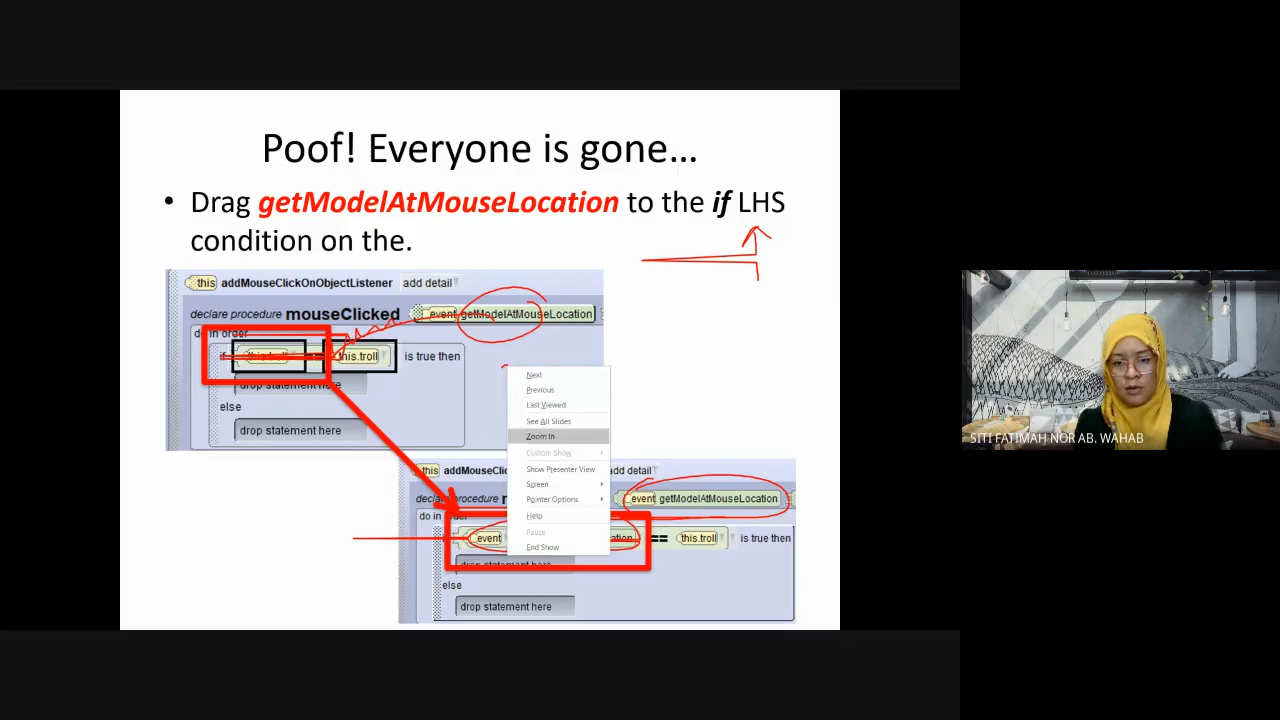 Poof! Everyone is gone…
• Drag getModelAtMouseLocation to the if LHS
condition on the.
this addMouseClickOnObjectListener add detail
declare procedure mouseClicked event getModelAtMouseLocation
do in order
this.troll is true then
drop statement here
else
drop statement here
Next
Previous
Last Viewed
See All Slides
Zoom In
Custom Show
Show Presenter View
Screen
Pointer Options
Help
Pause
End Show
this addMouseClic add detail
declare procedure event getModelAtMouseLocation
do in order
event == this.troll is true then
drop statement here
else
drop statement here
SITI FATIMAH NOR AB. WAHAB